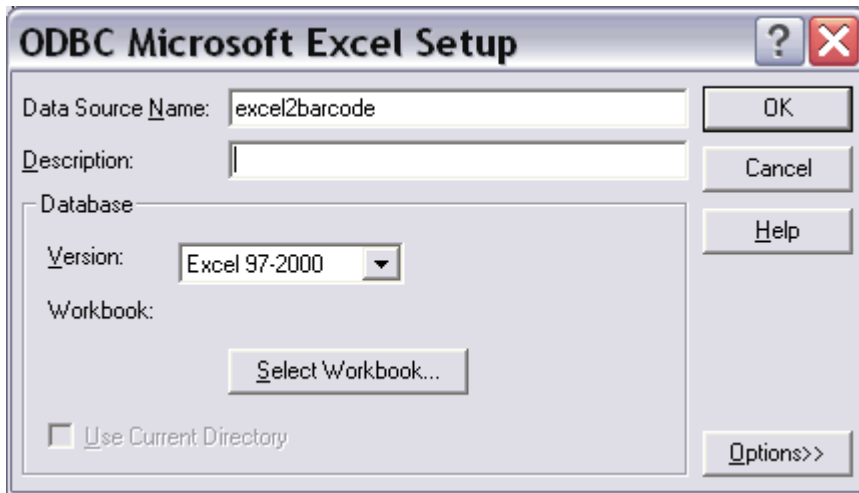 ODBC Microsoft Excel Setup
Data Source Name: excel2barcode
OK
Description:
Cancel
Database
Help
Version: Excel 97-2000
Workbook:
Select Workbook...
Use Current Directory
Options>>